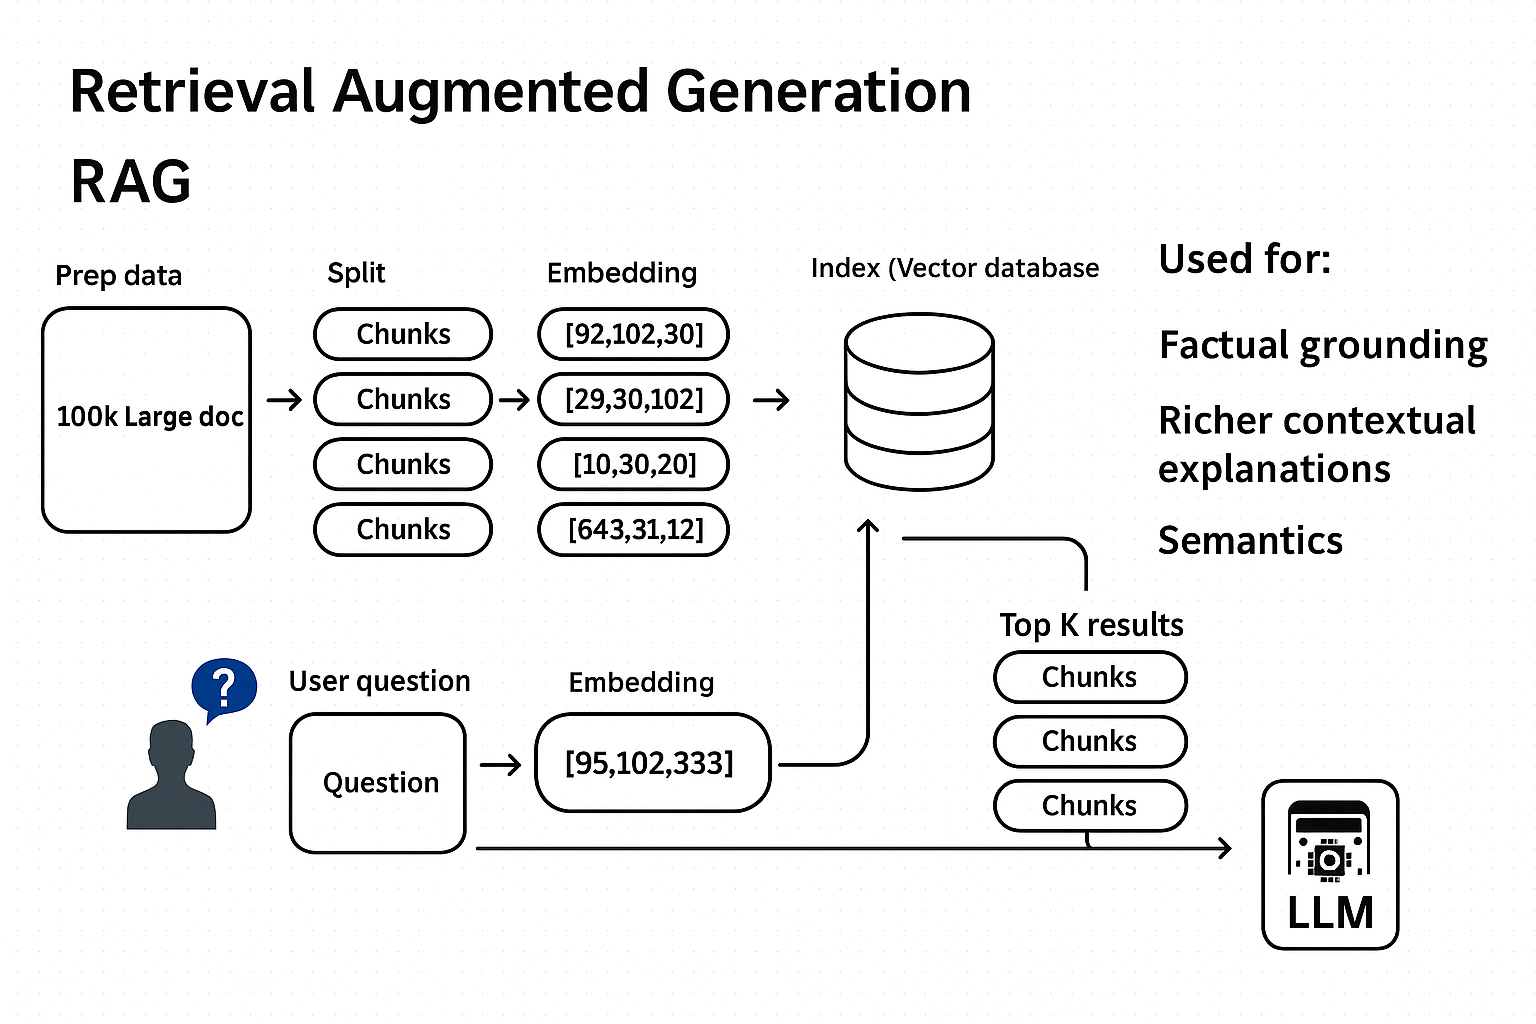 Retrieval Augmented Generation
RAG
Prep data
100k Large doc
Split
Chunks
Chunks
Chunks
Chunks
Embedding
[92,102,30]
[29,30,102]
[10,30,20]
[643,31,12]
Index (Vector database
Used for:
Factual grounding
Richer contextual
explanations
Semantics
?
User question
Question
Embedding
[95,102,333]
Top K results
Chunks
Chunks
Chunks
LLM